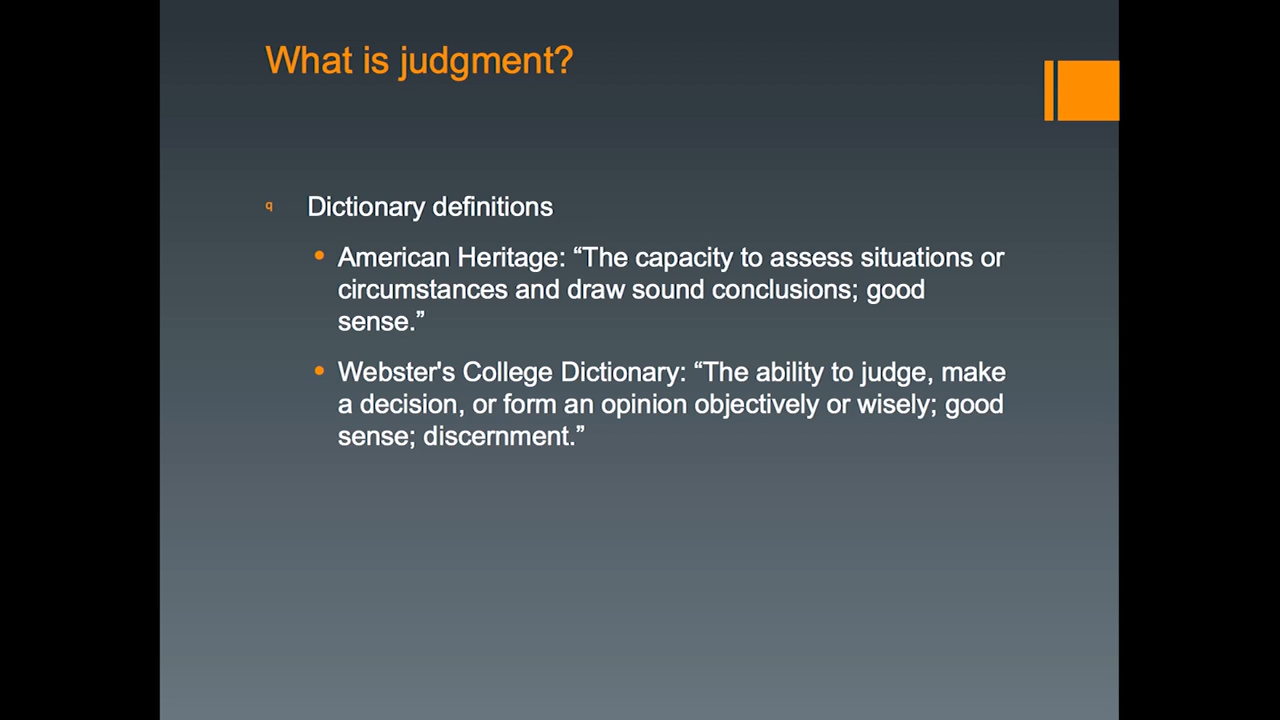 What is judgment?
q Dictionary definitions
• American Heritage: “The capacity to assess situations or
circumstances and draw sound conclusions; good
sense.”
• Webster's College Dictionary: “The ability to judge, make
a decision, or form an opinion objectively or wisely; good
sense; discernment.”